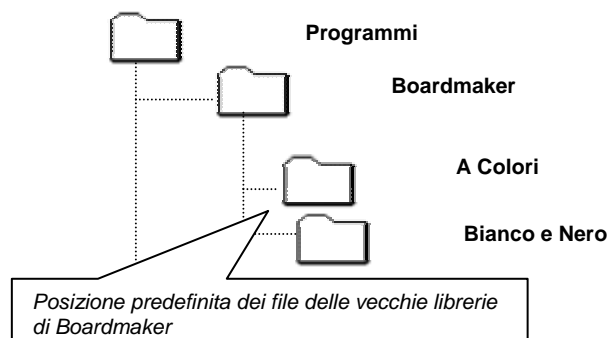 Programmi
Boardmaker
A Colori
Bianco e Nero
Posizione predefinita dei file delle vecchie librerie
di Boardmaker